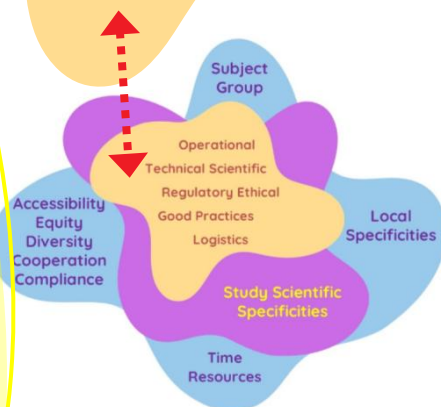 Subject
Group
Operational
Technical Scientific
Regulatory Ethical
Good Practices
Logistics
Accessibility
Equity
Diversity
Cooperation
Compliance
Local
Specificities
Study Scientific
Specificities
Time
Resources